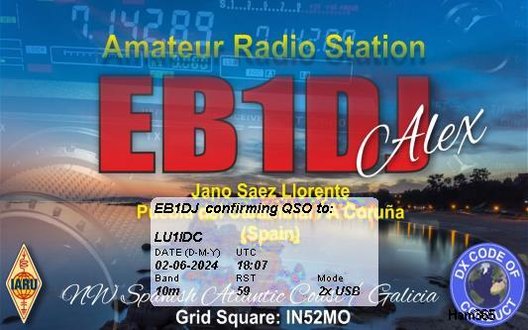 7.14289
Amateur Radio Station
EB1DJ
Alex
Jano Saez Llorente
EB1DJ confirming QSO to:
Coruña
LU1IDC
(Spain)
DATE (D-M-Y) UTC
02-06-2024 18:07
Band RST Mode
10m 59 2x USB
IARU
NW Spanish Atlantic Coast / Galicia
Grid Square: IN52MO
DX CODE OF CONDUCT
Ham365